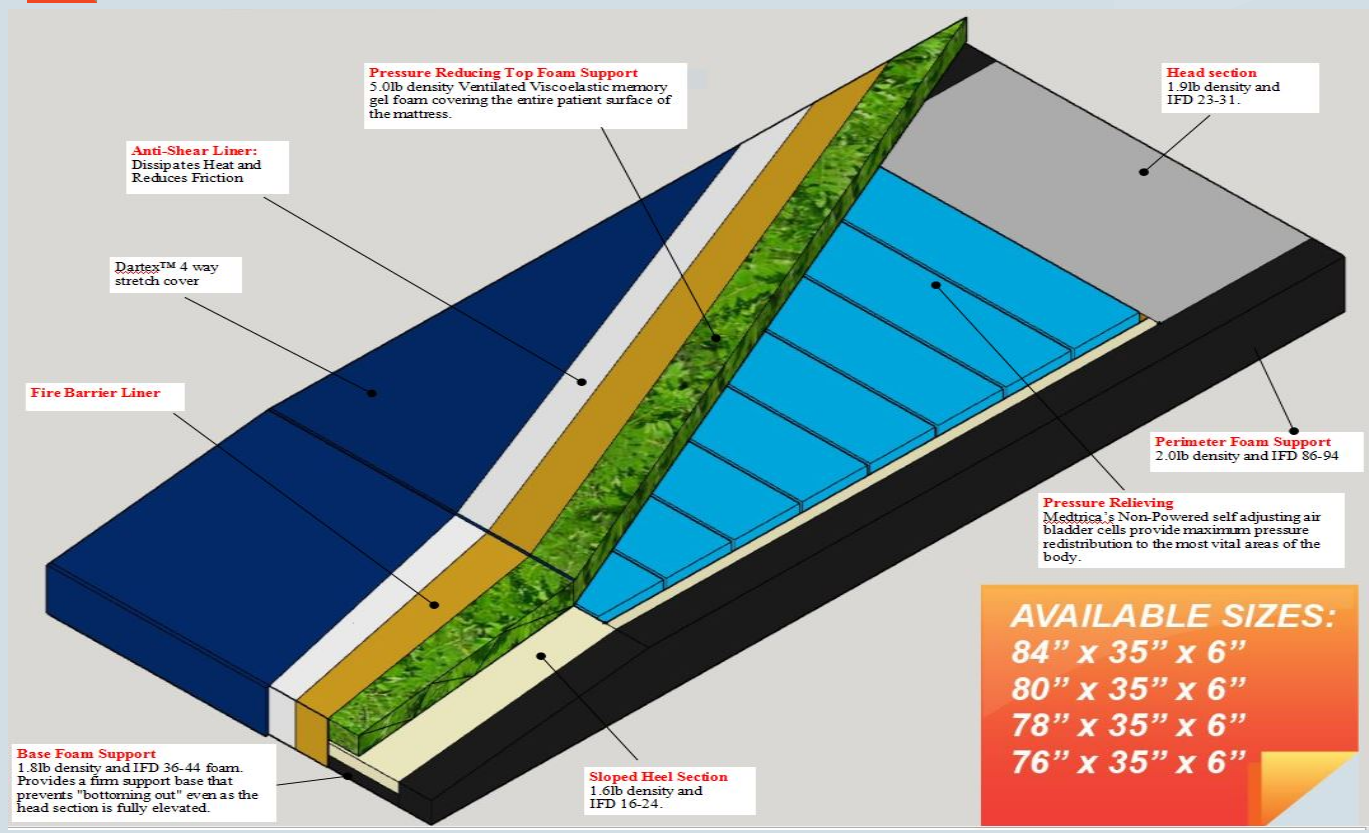 Pressure Reducing Top Foam Support
5.0lb density Ventilated Viscoelastic memory
gel foam covering the entire patient surface of
the mattress.
Head section
1.9lb density and
IFD 23-31.
Anti-Shear Liner:
Dissipates Heat and
Reduces Friction
Dartex™ 4 way
stretch cover
Fire Barrier Liner
Perimeter Foam Support
2.0lb density and IFD 86-94
Pressure Relieving
Medtrica's Non-Powered self adjusting air
bladder cells provide maximum pressure
redistribution to the most vital areas of the
body.
AVAILABLE SIZES:
84” x 35” x 6”
80” x 35” x 6”
78” x 35” x 6”
76” x 35” x 6”
Base Foam Support
1.8lb density and IFD 36-44 foam.
Provides a firm support base that
prevents "bottoming out" even as the
head section is fully elevated.
Sloped Heel Section
1.6lb density and
IFD 16-24.